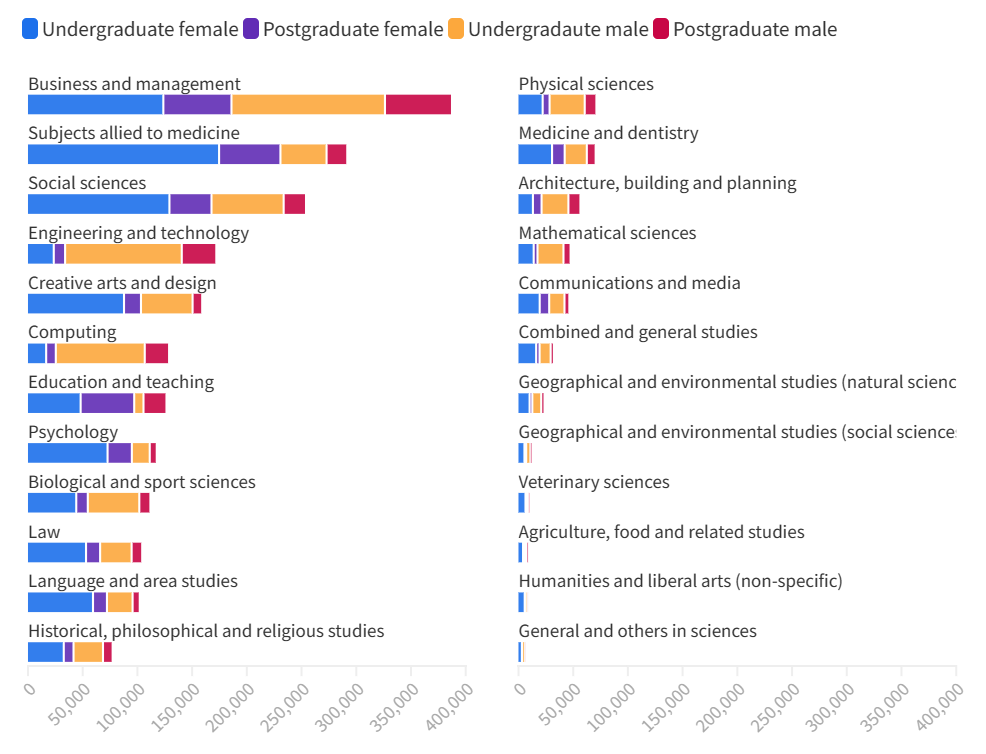 Undergraduate female Postgraduate female Undergradaute male Postgraduate male
Business and management
Subjects allied to medicine
Social sciences
Engineering and technology
Creative arts and design
Computing
Education and teaching
Psychology
Biological and sport sciences
Law
Language and area studies
Historical, philosophical and religious studies
0 50,000 100,000 150,000 200,000 250,000 300,000 350,000 400,000
Physical sciences
Medicine and dentistry
Architecture, building and planning
Mathematical sciences
Communications and media
Combined and general studies
Geographical and environmental studies (natural scienc
Geographical and environmental studies (social science
Veterinary sciences
Agriculture, food and related studies
Humanities and liberal arts (non-specific)
General and others in sciences
0 50,000 100,000 150,000 200,000 250,000 300,000 350,000 400,000